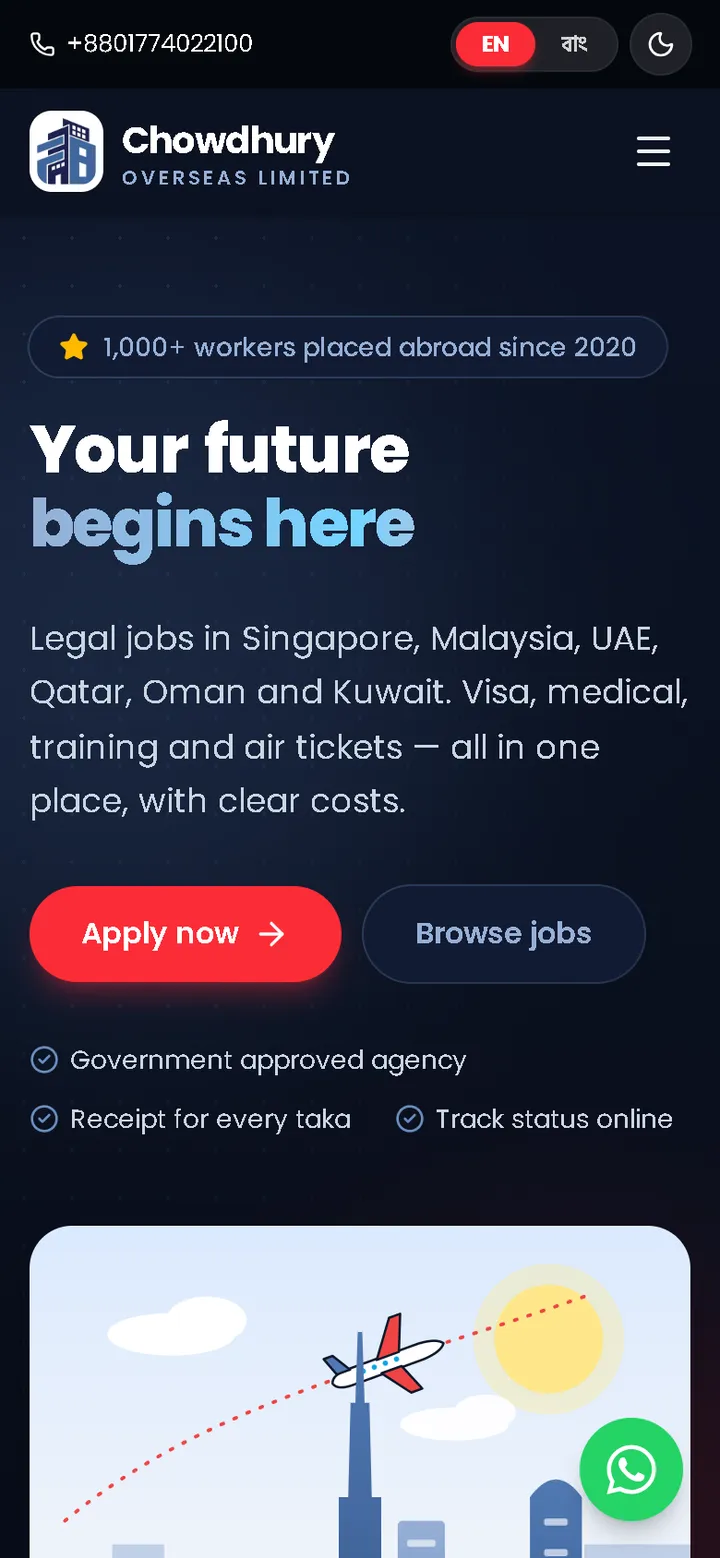 +8801774022100
EN
বাং
Chowdhury
OVERSEAS LIMITED
1,000+ workers placed abroad since 2020
Your future
begins here
Legal jobs in Singapore, Malaysia, UAE,
Qatar, Oman and Kuwait. Visa, medical,
training and air tickets — all in one
place, with clear costs.
Apply now
Browse jobs
Government approved agency
Receipt for every taka
Track status online